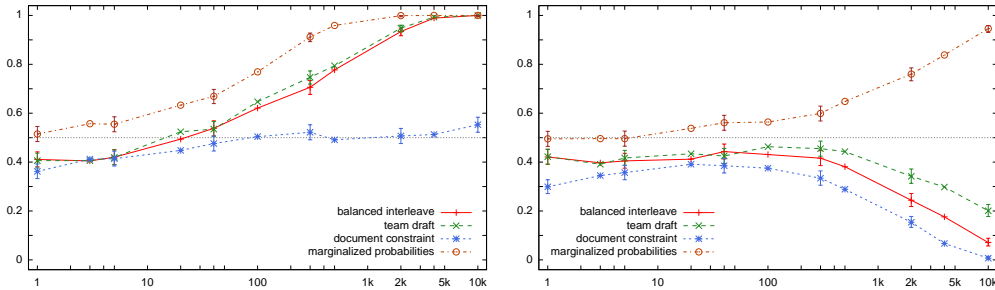 1
0.8
0.6
0.4
0.2
0
balanced interleave
team draft
document constraint
marginalized probabilities
1 10 100 1k 2k 5k 10k
1
0.8
0.6
0.4
0.2
0
balanced interleave
team draft
document constraint
marginalized probabilities
1 10 100 1k 2k 5k 10k